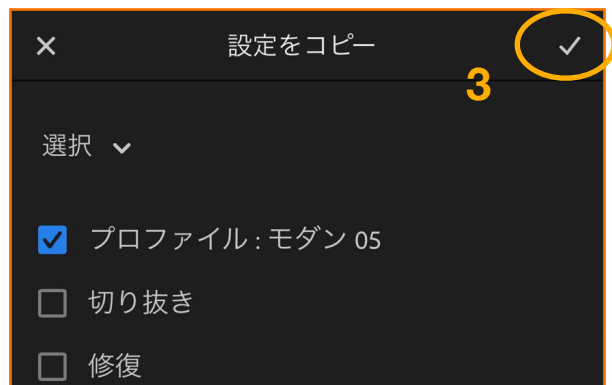 設定をコピー
3
選択
プロファイル : モダン 05
切り抜き
修復